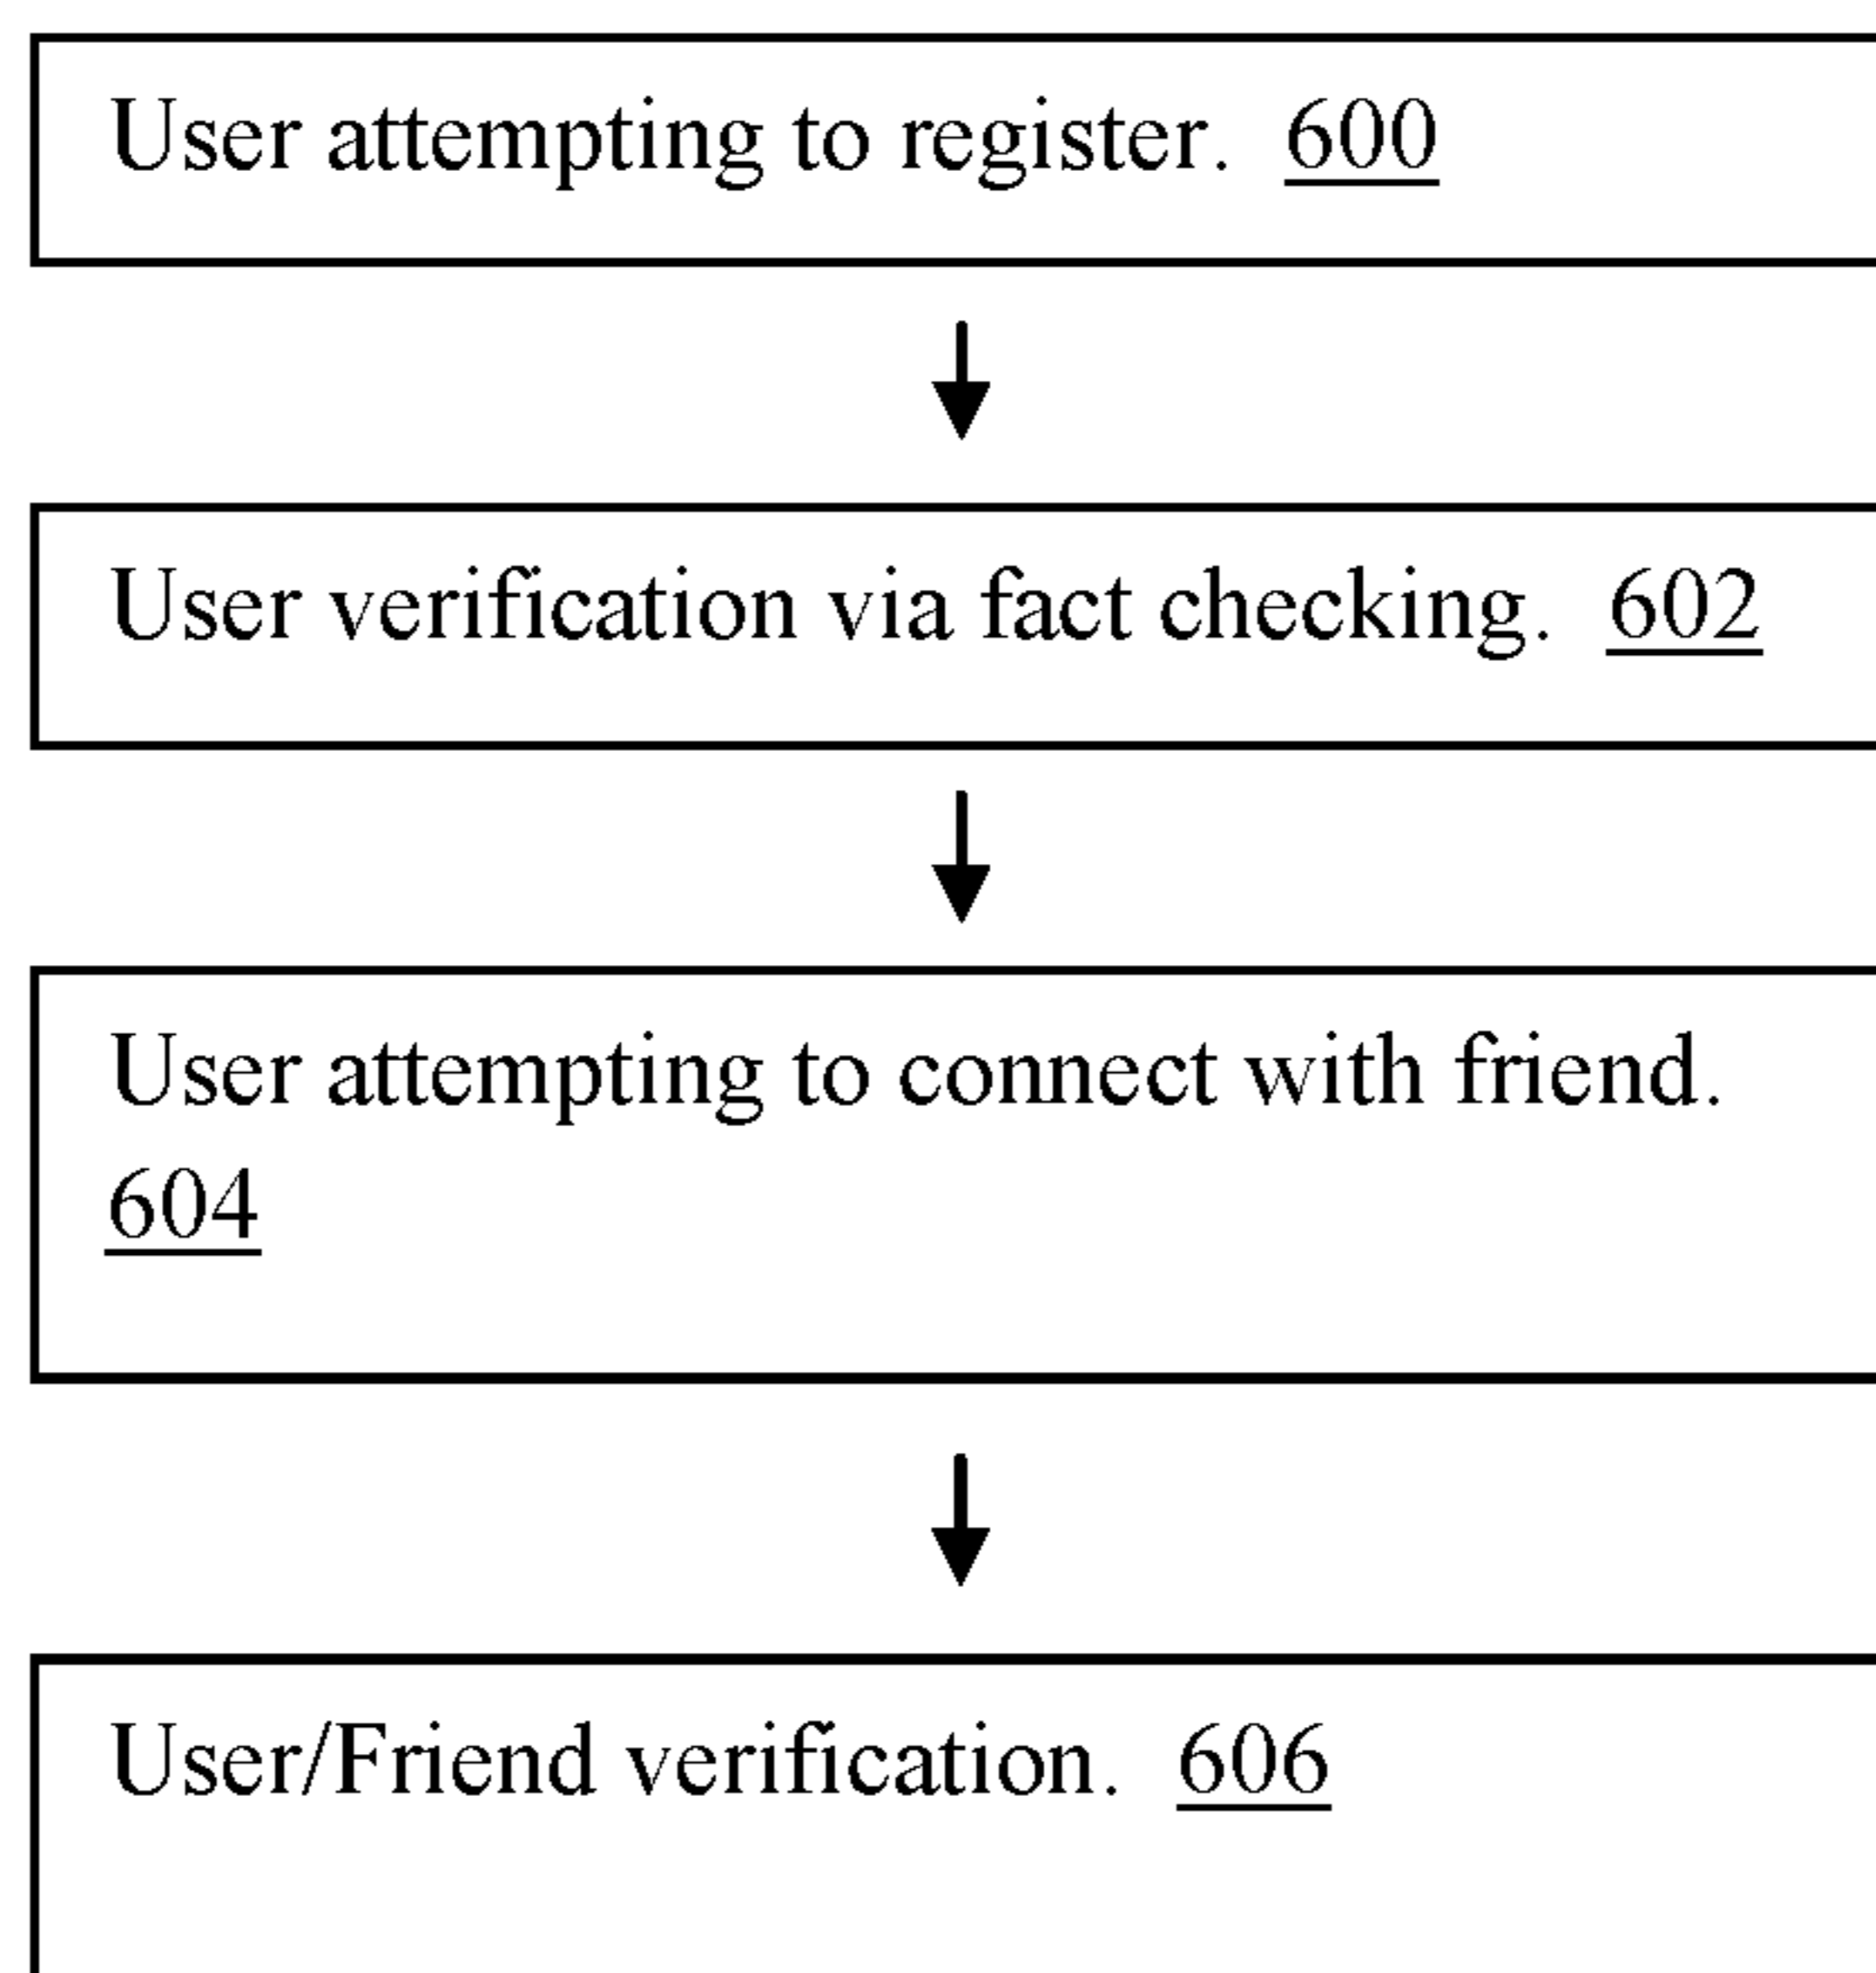 User attempting to register. 600
User verification via fact checking. 602
User attempting to connect with friend.
604
User/Friend verification. 606